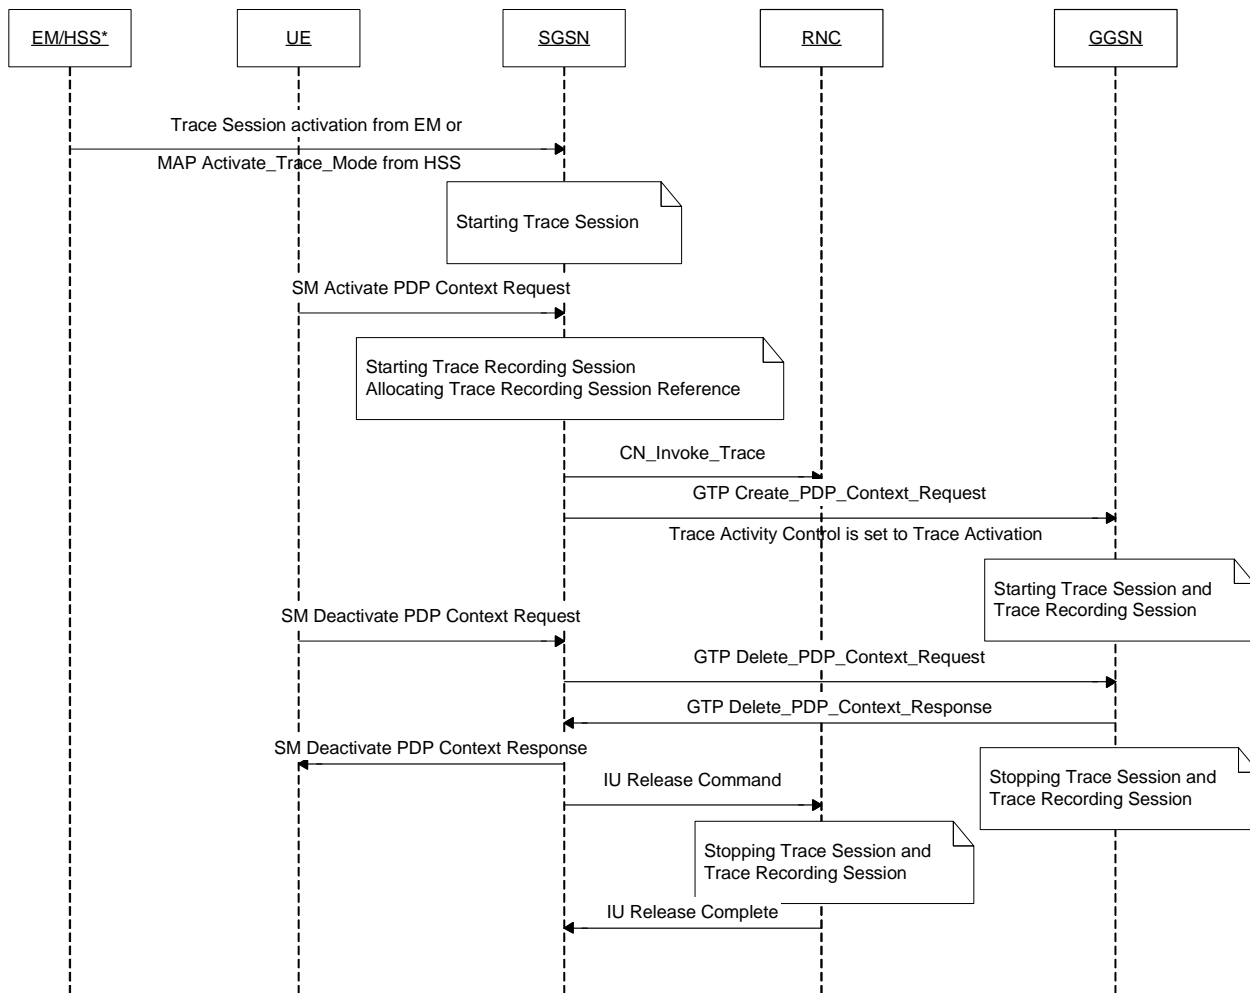 EM/HSS*
UE
SGSN
RNC
GGSN
Trace Session activation from EM or
MAP Activate_Trace_Mode from HSS
Starting Trace Session
SM Activate PDP Context Request
Starting Trace Recording Session
Allocating Trace Recording Session Reference
CN_Invoke_Trace
GTP Create_PDP_Context_Request
Trace Activity Control is set to Trace Activation
Starting Trace Session and
Trace Recording Session
SM Deactivate PDP Context Request
GTP Delete_PDP_Context_Request
GTP Delete_PDP_Context_Response
SM Deactivate PDP Context Response
Stopping Trace Session and
Trace Recording Session
IU Release Command
Stopping Trace Session and
Trace Recording Session
IU Release Complete